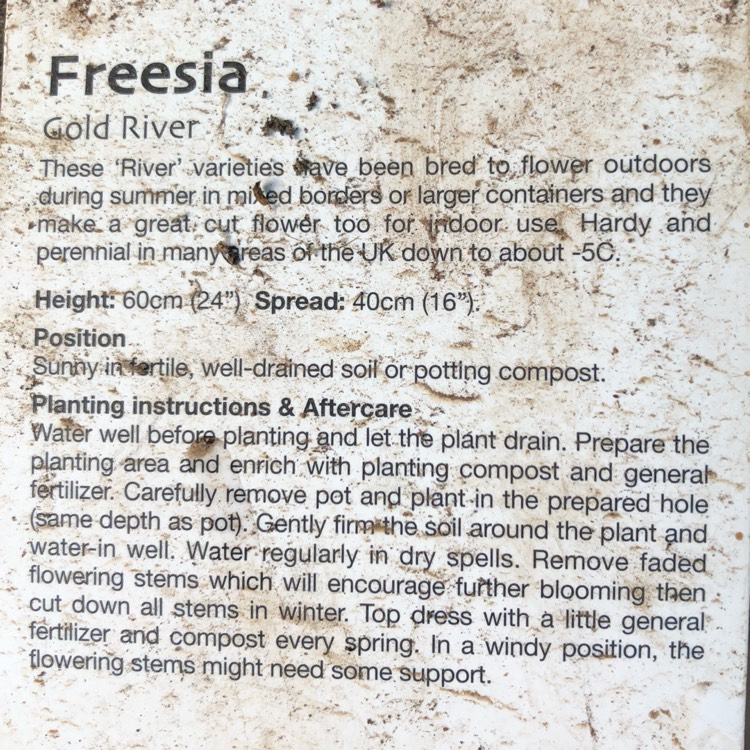 Freesia
Gold River
These ‘River’ varieties have been bred to flower outdoors
during summer in mixed borders or larger containers and they
make a great cut flower too for indoor use. Hardy and
perennial in many areas of the UK down to about -5C.
Height: 60cm (24”) Spread: 40cm (16”).
Position
Sunny in fertile, well-drained soil or potting compost.
Planting instructions & Aftercare
Water well before planting and let the plant drain. Prepare the
planting area and enrich with planting compost and general
fertilizer. Carefully remove pot and plant in the prepared hole
(same depth as pot). Gently firm the soil around the plant and
water-in well. Water regularly in dry spells. Remove faded
flowering stems which will encourage further blooming then
cut down all stems in winter. Top dress with a little general
fertilizer and compost every spring. In a windy position, the
flowering stems might need some support.